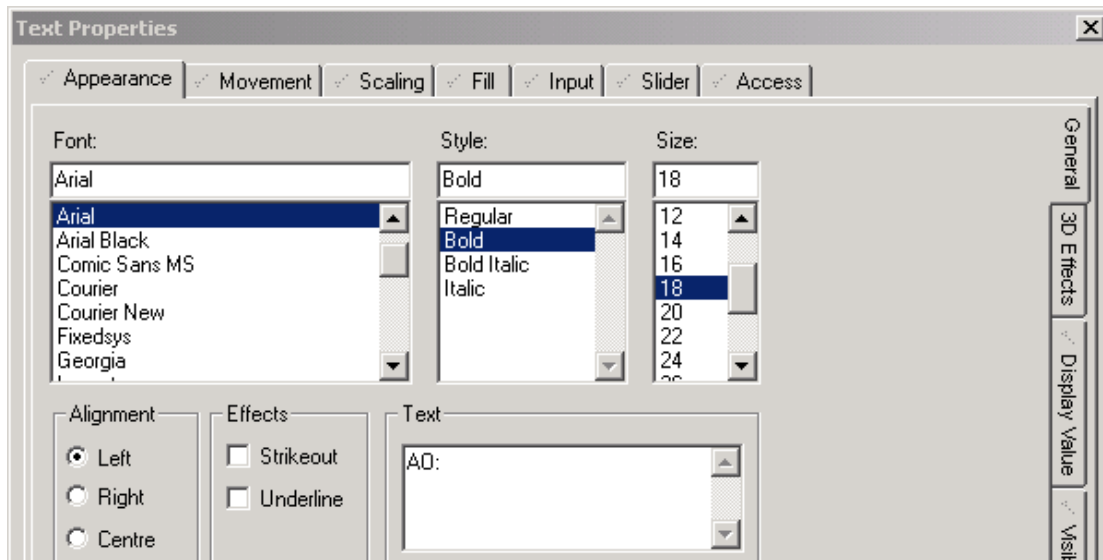 Text Properties
Appearance Movement Scaling Fill Input Slider Access
Font: Style: Size:
Arial Bold 18
Arial Regular 12
Arial Black Bold 14
Comic Sans MS Bold Italic 16
Courier Italic 18
Courier New 20
Fixedsys 22
Georgia 24
Alignment Effects Text
Left Strikeout AO:
Right Underline
Centre
General
3D Effects
Display Value